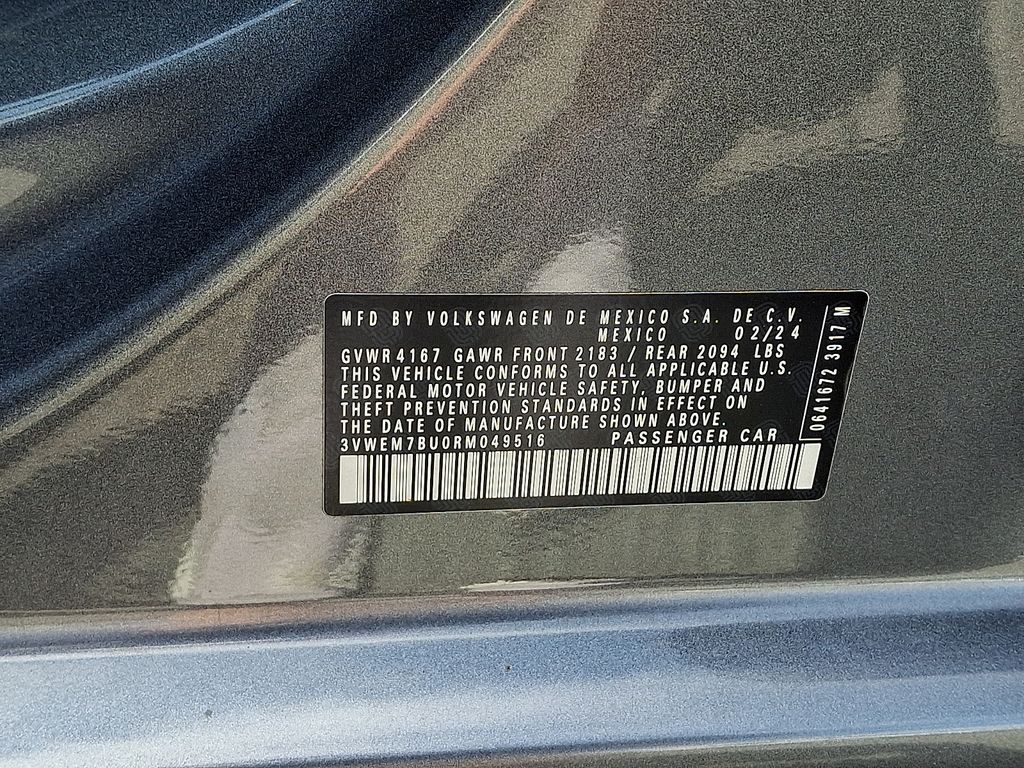 MFD BY VOLKSWAGEN DE MEXICO S.A. DE C.V.
MEXICO 02/24
GVWR 4167 GAWR FRONT 2183 / REAR 2094 LBS
THIS VEHICLE CONFORMS TO ALL APPLICABLE U.S.
FEDERAL MOTOR VEHICLE SAFETY, BUMPER AND
THEFT PREVENTION STANDARDS IN EFFECT ON
THE DATE OF MANUFACTURE SHOWN ABOVE.
3VWEM7BU0RM049516 PASSENGER CAR
0641672 3917 M